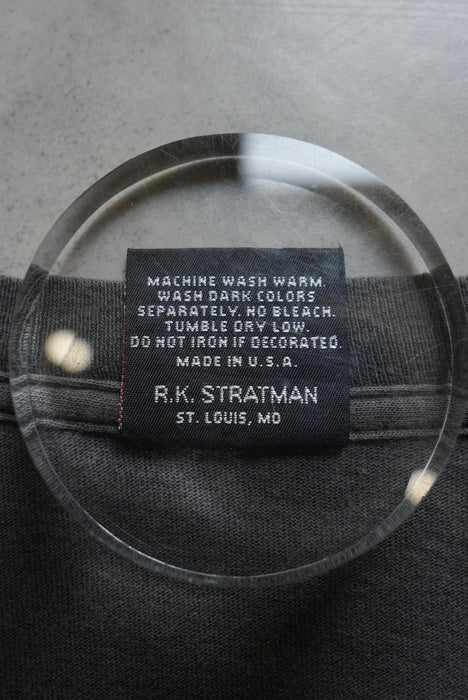 MACHINE WASH WARM.
WASH DARK COLORS
SEPARATELY. NO BLEACH.
TUMBLE DRY LOW.
DO NOT IRON IF DECORATED.
MADE IN U.S.A.
R.K. STRATMAN
ST. LOUIS, MO